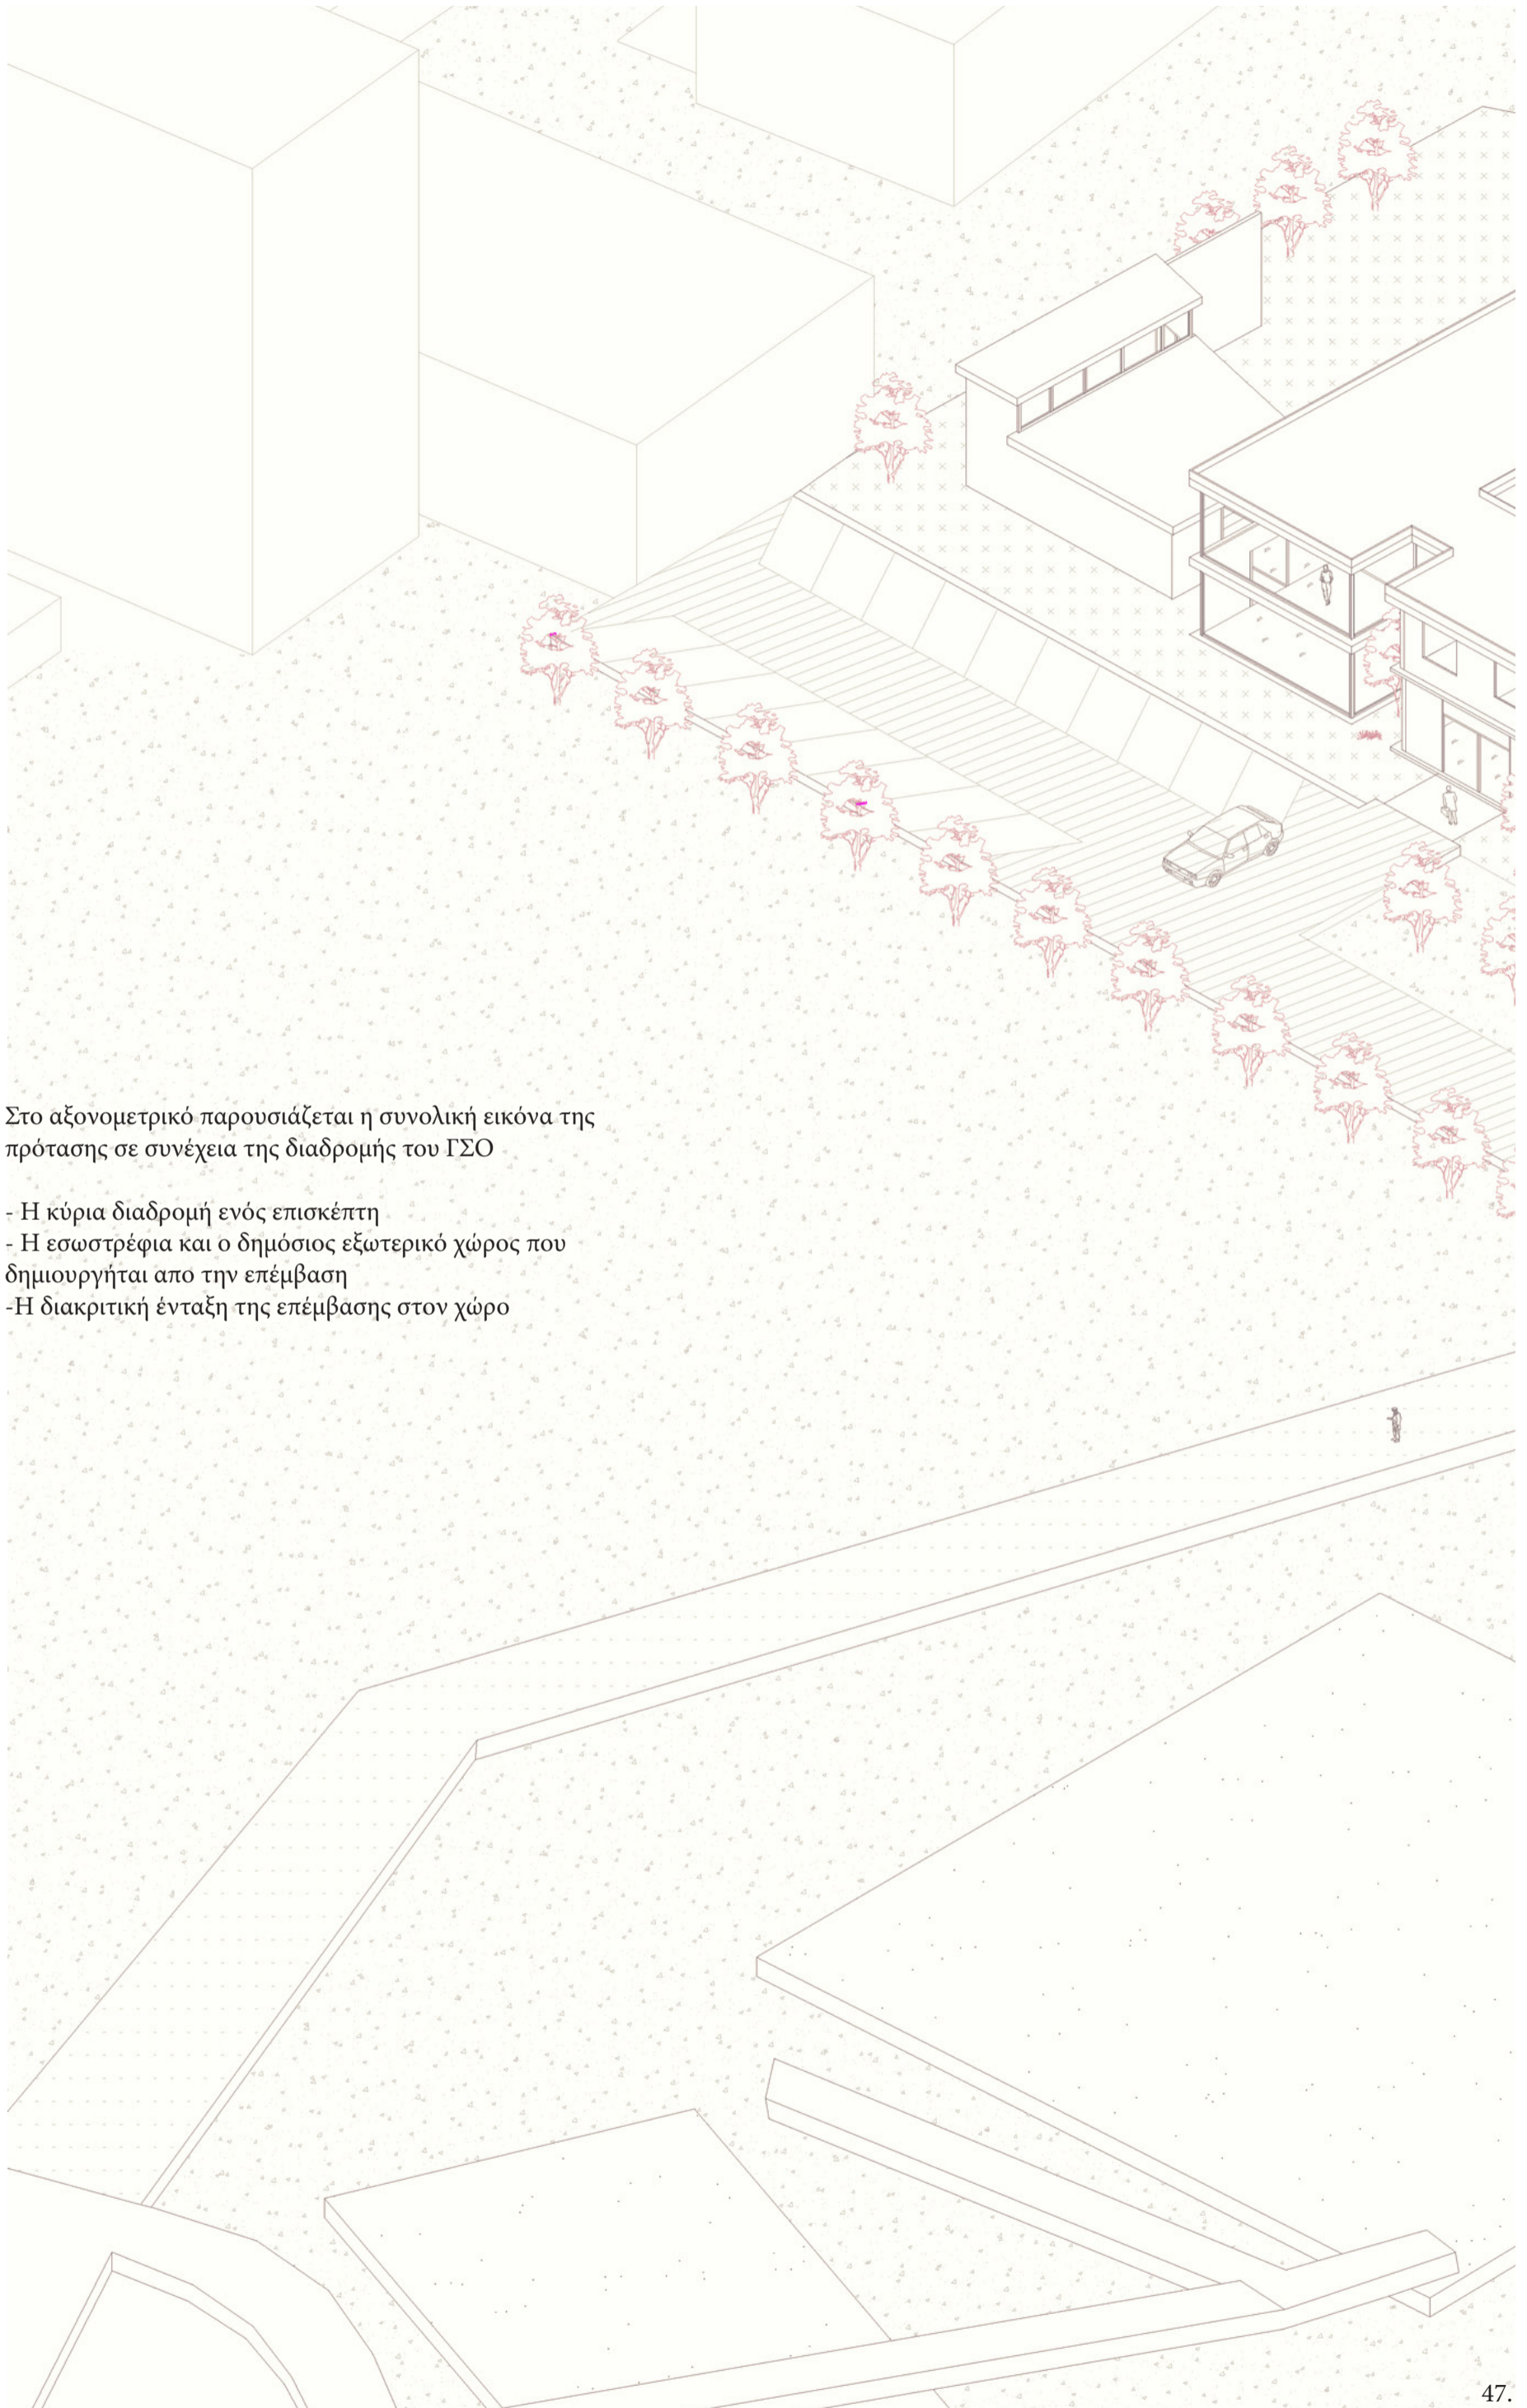 Στο αξονομετρικό παρουσιάζεται η συνολική εικόνα της
πρότασης σε συνέχεια της διαδρομής του ΓΣΟ
- Η κύρια διαδρομή ενός επισκέπτη
- Η εσωστρέφια και ο δημόσιος εξωτερικό χώρος που
δημιουργήται απο την επέμβαση
-Η διακριτική ένταξη της επέμβασης στον χώρο
47.